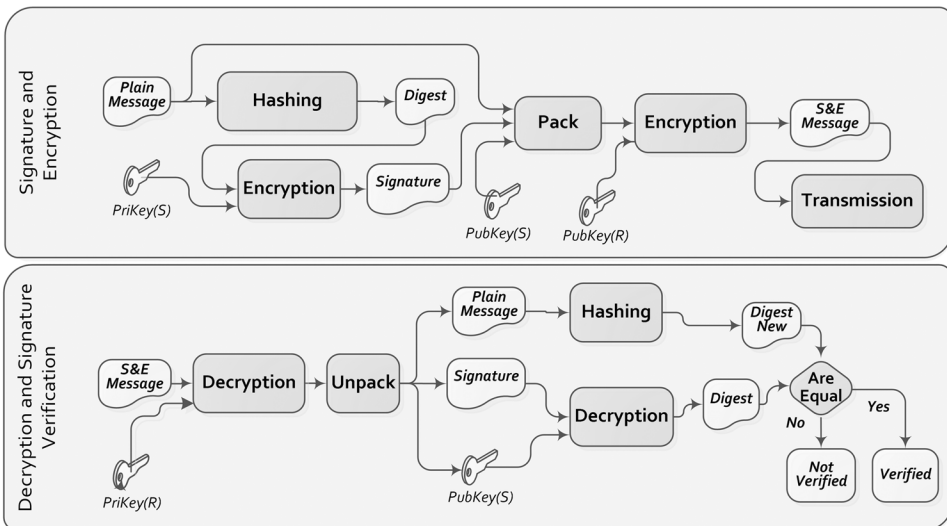 Signature and
Encryption
Plain
Message
Hashing
Digest
Pack
Encryption
S&E
Message
PriKey(S)
Encryption
Signature
PubKey(S)
PubKey(R)
Transmission
Decryption and Signature
Verification
S&E
Message
PriKey(R)
Decryption
Unpack
Plain
Message
Hashing
Digest
New
Signature
Decryption
Digest
PubKey(S)
Are
Equal
No
Yes
Not
Verified
Verified